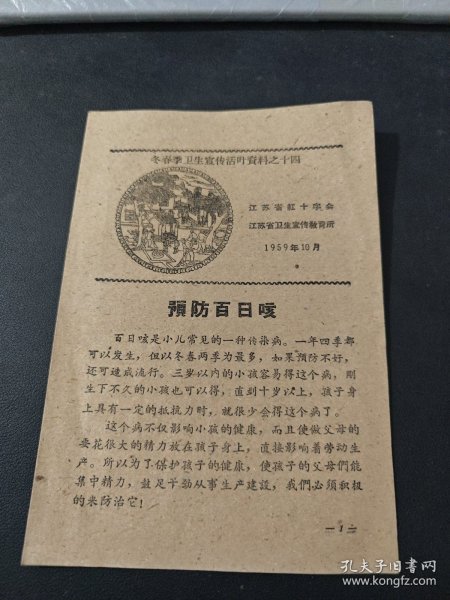 冬春季卫生宣传活叶資料之十四
江苏省紅十字会
江苏省卫生宣传教育所
1959年10月
預防百日咳
百日咳是小儿常见的一种传染病。一年四季都
可以发生，但以冬春两季为最多，如果预防不好，
还可造成流行。三岁以内的小孩容易得这个病，刚
生下不久的小孩也可以得，直到十岁以上，孩子身
上具有一定的抵抗力时，就很少会得这个病了。
这个病不仅影响小孩的健康，而且使做父母的
要花很大的精力放在孩子身上，直接影响着劳动生
产。所以为了保护孩子的健康，使孩子的父母們能
集中精力，鼓足干劲从事生产建設，我們必須积极
的来防治它！
—1—
孔夫子旧书网
www.kongfz.com